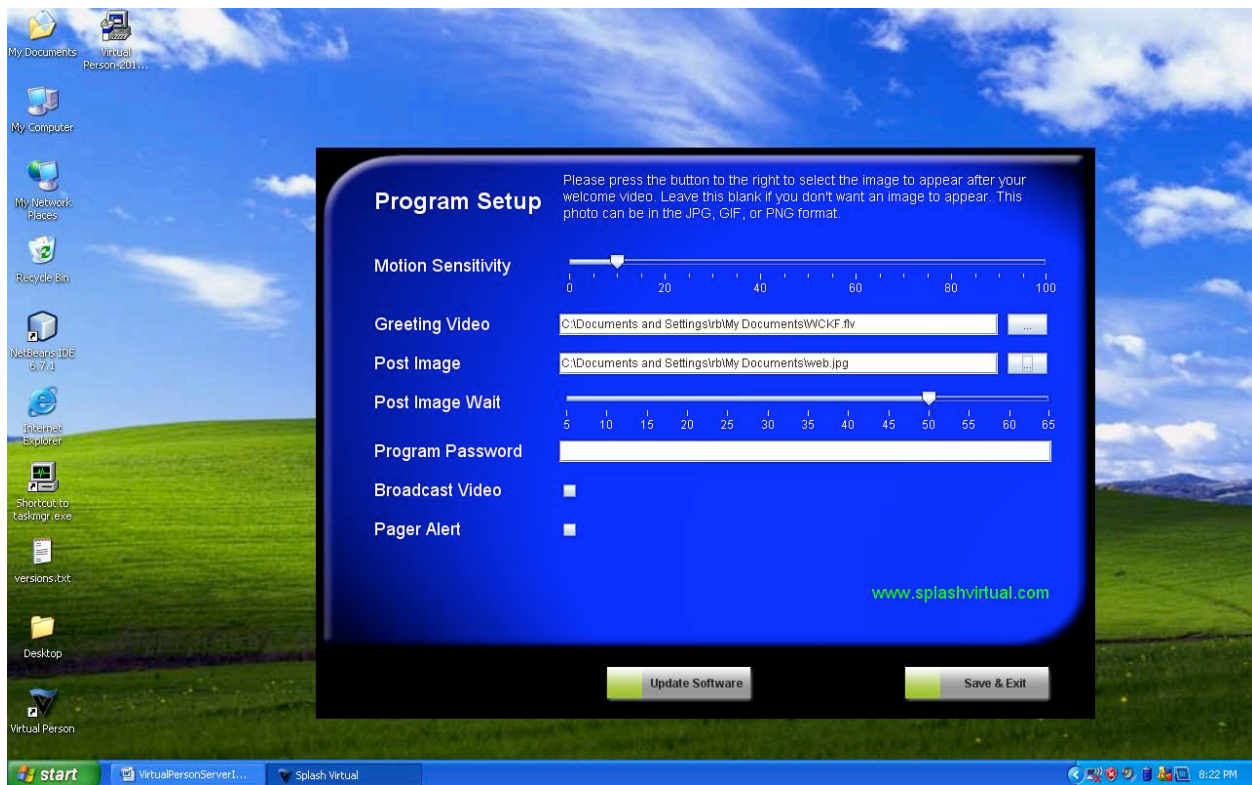 My Documents
Virtual
Person-201...
My Computer
My Network
Places
Recycle Bin
NetBeans IDE
6.7.1
Internet
Explorer
Shortcut to
taskmgr.exe
versions.txt
Desktop
Virtual Person
Program Setup
Please press the button to the right to select the image to appear after your
welcome video. Leave this blank if you don't want an image to appear. This
photo can be in the JPG, GIF, or PNG format.
Motion Sensitivity
0 20 40 60 80 100
Greeting Video
C:\Documents and Settings\rb\My Documents\WCKF.flv
...
Post Image
C:\Documents and Settings\rb\My Documents\web.jpg
...
Post Image Wait
5 10 15 20 25 30 35 40 45 50 55 60 65
Program Password
Broadcast Video
Pager Alert
www.splashvirtual.com
Update Software
Save & Exit
start
VirtualPersonServerI...
Splash Virtual
8:22 PM